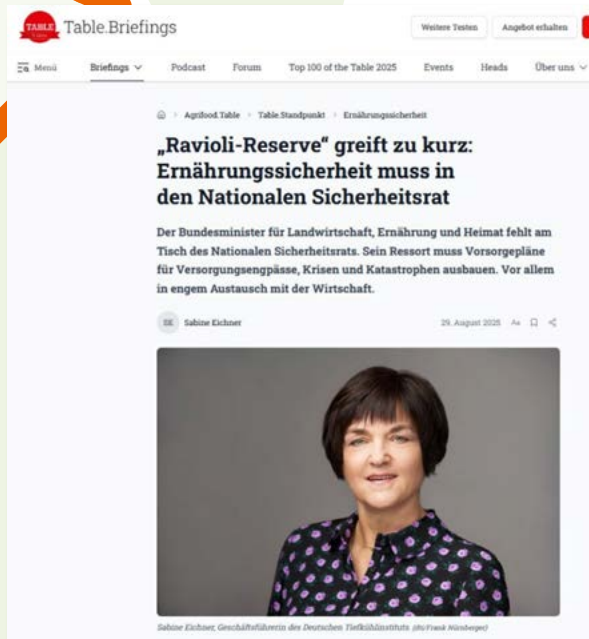 TABLE
Table.Briefings
Weitere Testen
Angebot erhalten
Menü
Briefings
Podcast
Forum
Top 100 of the Table 2025
Events
Heads
Über uns
Agrifood.Table
Table.Standpunkt
Ernährungssicherheit
„Ravioli-Reserve“ greift zu kurz:
Ernährungssicherheit muss in
den Nationalen Sicherheitsrat
Der Bundesminister für Landwirtschaft, Ernährung und Heimat fehlt am
Tisch des Nationalen Sicherheitsrats. Sein Ressort muss Vorsorgepläne
für Versorgungsengpässe, Krisen und Katastrophen ausbauen. Vor allem
in engem Austausch mit der Wirtschaft.
Sabine Eichner
29. August 2025
Aa
Sabine Eichner, Geschäftsführerin des Deutschen Tiefkühlinstituts